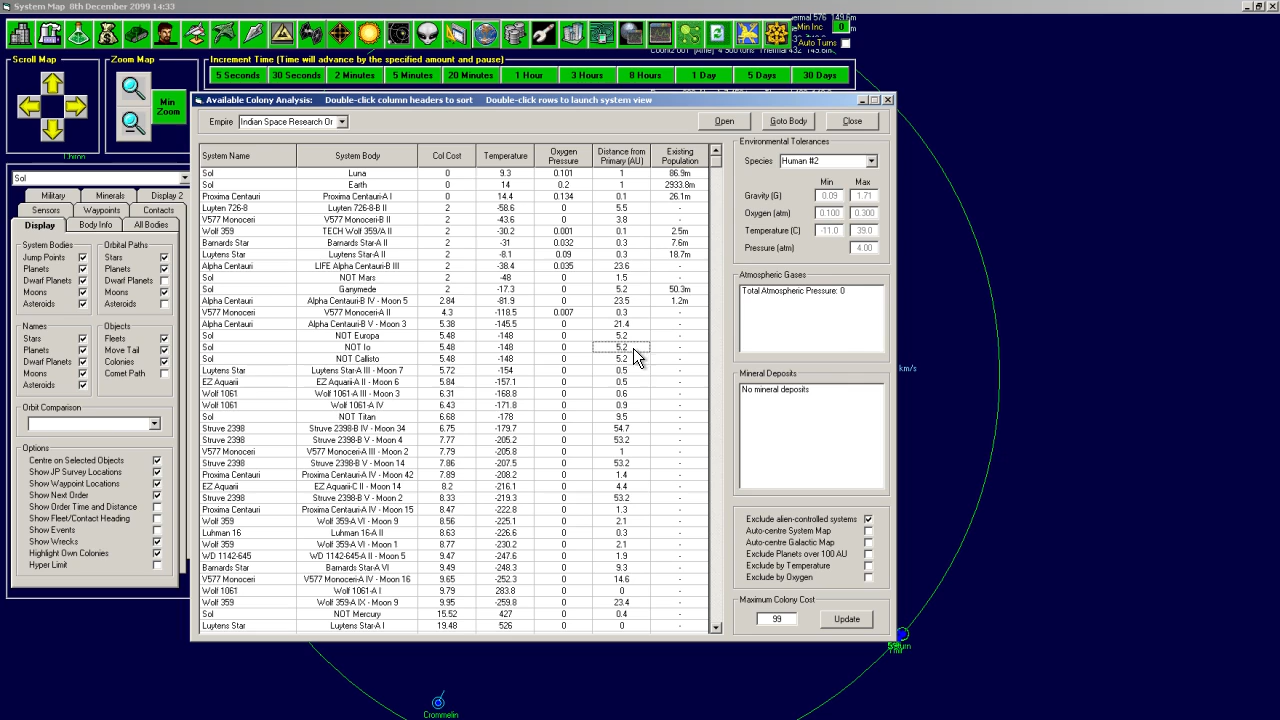 System Map 8th December 2099 14:33
Min Inc 0
Auto Turns
Scroll Map
Zoom Map
Increment Time (Time will advance by the specified amount and pause)
Min Zoom
5 Seconds 30 Seconds 2 Minutes 5 Minutes 20 Minutes 1 Hour 3 Hours 8 Hours 1 Day 5 Days 30 Days
Chiron
Sol
Military Minerals Display 2
Sensors Waypoints Contacts
Display Body Info All Bodies
System Bodies
Jump Points
Planets
Dwarf Planets
Moons
Asteroids
Orbital Paths
Stars
Planets
Dwarf Planets
Moons
Asteroids
Names
Stars
Planets
Dwarf Planets
Moons
Asteroids
Objects
Fleets
Move Tail
Colonies
Comet Path
Orbit Comparison
Options
Centre on Selected Objects
Show JP Survey Locations
Show Waypoint Locations
Show Next Order
Show Order Time and Distance
Show Fleet/Contact Heading
Show Events
Show Wrecks
Highlight Own Colonies
Hyper Limit
Available Colony Analysis: Double-click column headers to sort Double-click rows to launch system view
Empire Indian Space Research Or
Open Goto Body Close
System Name System Body Col Cost Temperature Oxygen Pressure Distance from Primary (AU) Existing Population
Sol Luna 0 9.3 0.101 1 86.9m
Sol Earth 0 14 0.2 1 2933.8m
Proxima Centauri Proxima Centauri-A I 0 14.4 0.134 0.1 26.1m
Luyten 726-8 Luyten 726-8-B II 2 -58.6 0 5.5 -
V577 Monoceri V577 Monoceri-B II 2 -43.6 0 3.8 -
Wolf 359 TECH Wolf 359/A II 2 -30.2 0.001 0.1 2.5m
Barnards Star Barnards Star-A II 2 -31 0.032 0.3 7.6m
Luytens Star Luytens Star-A II 2 -8.1 0.09 0.3 18.7m
Alpha Centauri LIFE Alpha Centauri-B III 2 -38.4 0.035 23.6 -
Sol NOT Mars 2 -48 0 1.5 -
Sol Ganymede 2 -17.3 0 5.2 50.3m
Alpha Centauri Alpha Centauri-B IV - Moon 5 2.84 -81.9 0 23.5 1.2m
V577 Monoceri V577 Monoceri-A II 4.3 -118.5 0.007 0.3 -
Alpha Centauri Alpha Centauri-B V - Moon 3 5.38 -145.5 0 21.4 -
Sol NOT Europa 5.48 -148 0 5.2 -
Sol NOT Io 5.48 -148 0 5.2 -
Sol NOT Callisto 5.48 -148 0 5.2 -
Luytens Star Luytens Star-A III - Moon 7 5.72 -154 0 0.5 -
EZ Aquarii EZ Aquarii-A II - Moon 6 5.84 -157.1 0 0.5 -
Wolf 1061 Wolf 1061-A III - Moon 3 6.31 -168.8 0 0.6 -
Wolf 1061 Wolf 1061-A IV 6.43 -171.8 0 0.9 -
Sol NOT Titan 6.68 -178 0 9.5 -
Struve 2398 Struve 2398-B IV - Moon 34 6.75 -179.7 0 54.7 -
Struve 2398 Struve 2398-B V - Moon 4 7.77 -205.2 0 53.2 -
V577 Monoceri V577 Monoceri-A III - Moon 2 7.79 -205.8 0 1 -
Struve 2398 Struve 2398-B V - Moon 14 7.86 -207.5 0 53.2 -
Proxima Centauri Proxima Centauri-A IV - Moon 42 7.89 -208.2 0 1.4 -
EZ Aquarii EZ Aquarii-C II - Moon 14 8.2 -216.1 0 4.4 -
Struve 2398 Struve 2398-B V - Moon 2 8.33 -219.3 0 53.2 -
Proxima Centauri Proxima Centauri-A IV - Moon 15 8.47 -222.8 0 1.3 -
Wolf 359 Wolf 359-A VI - Moon 9 8.56 -225.1 0 2.1 -
Luhman 16 Luhman 16-A II 8.63 -226.6 0 0.3 -
Wolf 359 Wolf 359-A VI - Moon 1 8.77 -230.2 0 2.1 -
WD 1142-645 WD 1142-645-A II - Moon 5 9.47 -247.6 0 1.9 -
Barnards Star Barnards Star-A VI 9.49 -248.3 0 9.3 -
V577 Monoceri V577 Monoceri-A IV - Moon 16 9.65 -252.3 0 14.6 -
Wolf 1061 Wolf 1061-A I 9.79 283.8 0 0 -
Wolf 359 Wolf 359-A IX - Moon 9 9.95 -259.8 0 23.4 -
Sol NOT Mercury 15.52 427 0 0.4 -
Luytens Star Luytens Star-A I 19.48 526 0 0 -
Environmental Tolerances
Species Human #2
Min Max
Gravity (G) 0.09 1.71
Oxygen (atm) 0.100 0.300
Temperature (C) -11.0 39.0
Pressure (atm) 4.00
Atmospheric Gases
Total Atmospheric Pressure: 0
Mineral Deposits
No mineral deposits
Exclude alien-controlled systems
Auto-centre System Map
Auto-centre Galactic Map
Exclude Planets over 100 AU
Exclude by Temperature
Exclude by Oxygen
Maximum Colony Cost
99 Update
km/s
Crommelin